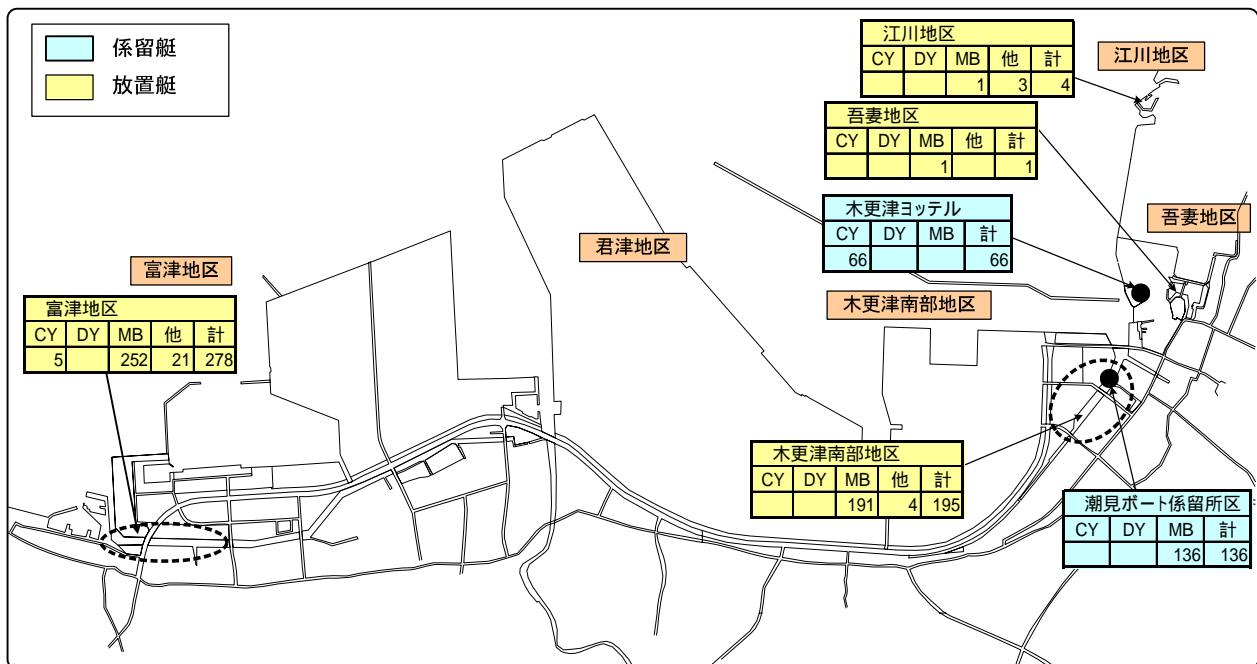 係留艇
放置艇
江川地区
CY DY MB 他 計
1 3 4
江川地区
吾妻地区
CY DY MB 他 計
1 1
木更津ヨッテル
CY DY MB 計
66 66
吾妻地区
君津地区
富津地区
木更津南部地区
富津地区
CY DY MB 他 計
5 252 21 278
木更津南部地区
CY DY MB 他 計
191 4 195
潮見ボート係留所区
CY DY MB 計
136 136